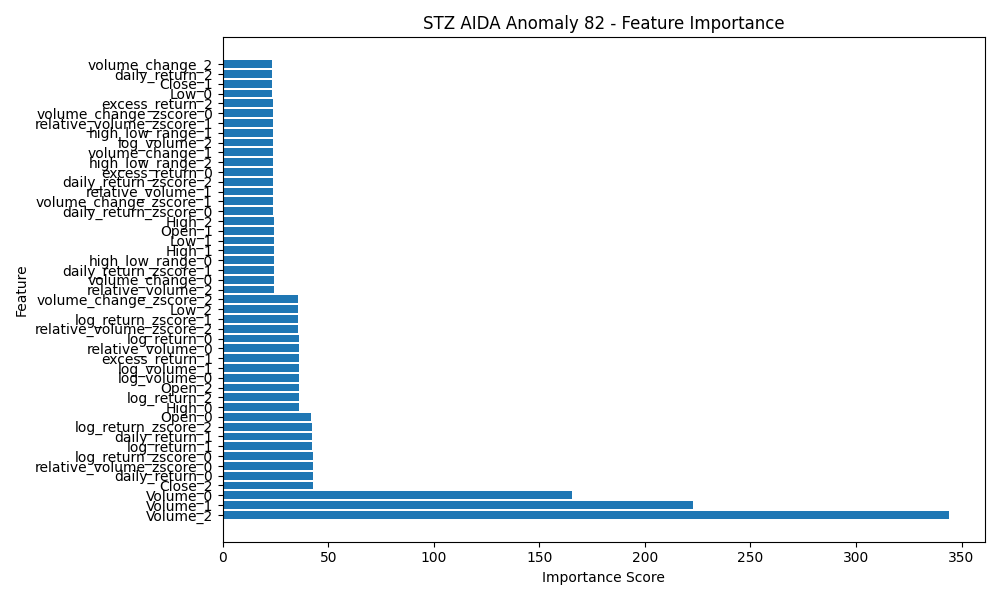 STZ AIDA Anomaly 82 - Feature Importance
volume_change_2
daily_return_2
Close_1
Low_0
excess_return_2
volume_change_zscore_0
relative_volume_zscore_1
high_low_range_1
log_volume_2
volume_change_1
high_low_range_2
excess_return_0
daily_return_zscore_2
relative_volume_1
volume_change_zscore_1
daily_return_zscore_0
High_2
Open_1
Low_1
High_1
high_low_range_0
daily_return_zscore_1
volume_change_0
relative_volume_2
volume_change_zscore_2
Low_2
log_return_zscore_1
relative_volume_zscore_2
log_return_0
relative_volume_0
excess_return_1
log_volume_1
log_volume_0
Open_2
log_return_2
High_0
Open_0
log_return_zscore_2
daily_return_1
log_return_1
log_return_zscore_0
relative_volume_zscore_0
daily_return_0
Close_2
Volume_0
Volume_1
Volume_2
Feature
0 50 100 150 200 250 300 350
Importance Score